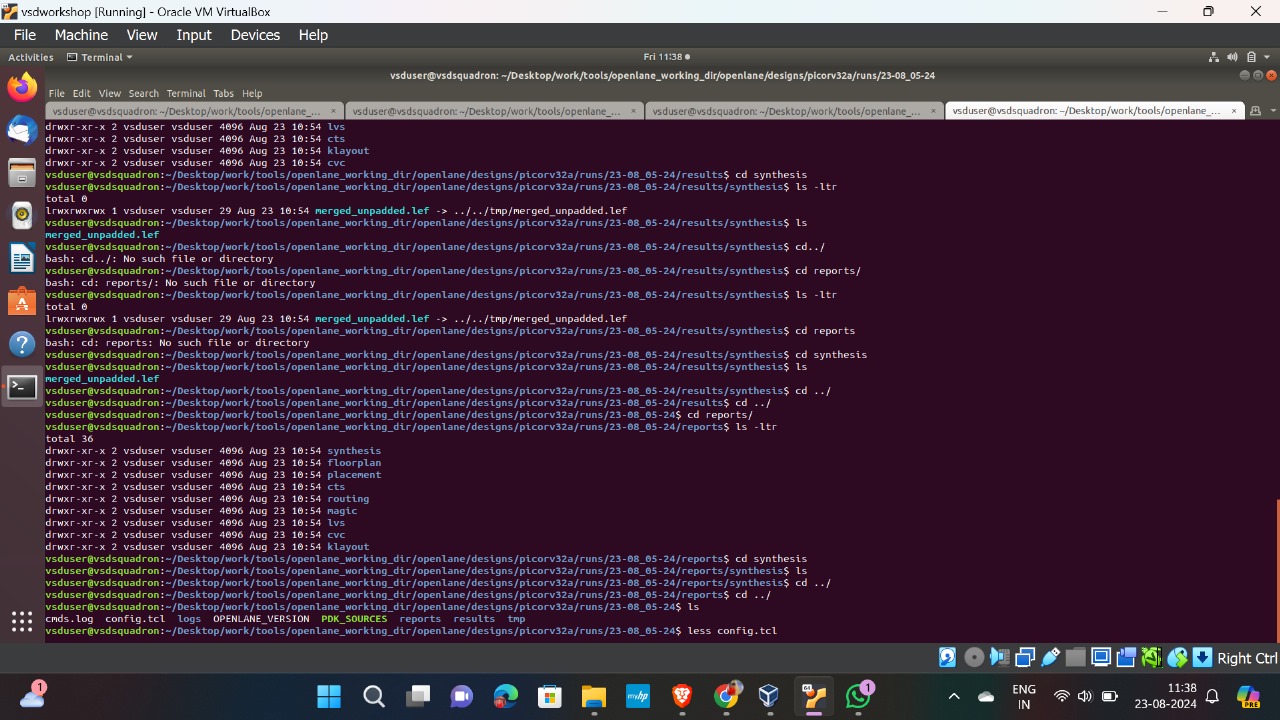 vsdworkshop [Running] - Oracle VM VirtualBox
File Machine View Input Devices Help
Activities Terminal Fri 11:38
vsduser@vsdsquadron: ~/Desktop/work/tools/openlane_working_dir/openlane/designs/picorv32a/runs/23-08_05-24
File Edit View Search Terminal Tabs Help
vsduser@vsdsquadron: ~/Desktop/work/tools/openlane_... × vsduser@vsdsquadron: ~/Desktop/work/tools/openlane_... × vsduser@vsdsquadron: ~/Desktop/work/tools/openlane_... × vsduser@vsdsquadron: ~/Desktop/work/tools/openlane_... ×
drwxr-xr-x 2 vsduser vsduser 4096 Aug 23 10:54 lvs
drwxr-xr-x 2 vsduser vsduser 4096 Aug 23 10:54 cts
drwxr-xr-x 2 vsduser vsduser 4096 Aug 23 10:54 klayout
drwxr-xr-x 2 vsduser vsduser 4096 Aug 23 10:54 cvc
vsduser@vsdsquadron:~/Desktop/work/tools/openlane_working_dir/openlane/designs/picorv32a/runs/23-08_05-24/results$ cd synthesis
vsduser@vsdsquadron:~/Desktop/work/tools/openlane_working_dir/openlane/designs/picorv32a/runs/23-08_05-24/results/synthesis$ ls -ltr
total 0
lrwxrwxrwx 1 vsduser vsduser 29 Aug 23 10:54 merged_unpadded.lef -> ../../tmp/merged_unpadded.lef
vsduser@vsdsquadron:~/Desktop/work/tools/openlane_working_dir/openlane/designs/picorv32a/runs/23-08_05-24/results/synthesis$ ls
merged_unpadded.lef
vsduser@vsdsquadron:~/Desktop/work/tools/openlane_working_dir/openlane/designs/picorv32a/runs/23-08_05-24/results/synthesis$ cd../
bash: cd../: No such file or directory
vsduser@vsdsquadron:~/Desktop/work/tools/openlane_working_dir/openlane/designs/picorv32a/runs/23-08_05-24/results/synthesis$ cd reports/
bash: cd: reports/: No such file or directory
vsduser@vsdsquadron:~/Desktop/work/tools/openlane_working_dir/openlane/designs/picorv32a/runs/23-08_05-24/results/synthesis$ ls -ltr
total 0
lrwxrwxrwx 1 vsduser vsduser 29 Aug 23 10:54 merged_unpadded.lef -> ../../tmp/merged_unpadded.lef
vsduser@vsdsquadron:~/Desktop/work/tools/openlane_working_dir/openlane/designs/picorv32a/runs/23-08_05-24/results/synthesis$ cd reports
bash: cd: reports: No such file or directory
vsduser@vsdsquadron:~/Desktop/work/tools/openlane_working_dir/openlane/designs/picorv32a/runs/23-08_05-24/results/synthesis$ cd synthesis
vsduser@vsdsquadron:~/Desktop/work/tools/openlane_working_dir/openlane/designs/picorv32a/runs/23-08_05-24/results/synthesis$ ls
merged_unpadded.lef
vsduser@vsdsquadron:~/Desktop/work/tools/openlane_working_dir/openlane/designs/picorv32a/runs/23-08_05-24/results/synthesis$ cd ../
vsduser@vsdsquadron:~/Desktop/work/tools/openlane_working_dir/openlane/designs/picorv32a/runs/23-08_05-24/results$ cd ../
vsduser@vsdsquadron:~/Desktop/work/tools/openlane_working_dir/openlane/designs/picorv32a/runs/23-08_05-24$ cd reports/
vsduser@vsdsquadron:~/Desktop/work/tools/openlane_working_dir/openlane/designs/picorv32a/runs/23-08_05-24/reports$ ls -ltr
total 36
drwxr-xr-x 2 vsduser vsduser 4096 Aug 23 10:54 synthesis
drwxr-xr-x 2 vsduser vsduser 4096 Aug 23 10:54 floorplan
drwxr-xr-x 2 vsduser vsduser 4096 Aug 23 10:54 placement
drwxr-xr-x 2 vsduser vsduser 4096 Aug 23 10:54 cts
drwxr-xr-x 2 vsduser vsduser 4096 Aug 23 10:54 routing
drwxr-xr-x 2 vsduser vsduser 4096 Aug 23 10:54 magic
drwxr-xr-x 2 vsduser vsduser 4096 Aug 23 10:54 lvs
drwxr-xr-x 2 vsduser vsduser 4096 Aug 23 10:54 cvc
drwxr-xr-x 2 vsduser vsduser 4096 Aug 23 10:54 klayout
vsduser@vsdsquadron:~/Desktop/work/tools/openlane_working_dir/openlane/designs/picorv32a/runs/23-08_05-24/reports$ cd synthesis
vsduser@vsdsquadron:~/Desktop/work/tools/openlane_working_dir/openlane/designs/picorv32a/runs/23-08_05-24/reports/synthesis$ ls
vsduser@vsdsquadron:~/Desktop/work/tools/openlane_working_dir/openlane/designs/picorv32a/runs/23-08_05-24/reports/synthesis$ cd ../
vsduser@vsdsquadron:~/Desktop/work/tools/openlane_working_dir/openlane/designs/picorv32a/runs/23-08_05-24/reports$ cd ../
vsduser@vsdsquadron:~/Desktop/work/tools/openlane_working_dir/openlane/designs/picorv32a/runs/23-08_05-24$ ls
cmds.log config.tcl logs OPENLANE_VERSION PDK_SOURCES reports results tmp
vsduser@vsdsquadron:~/Desktop/work/tools/openlane_working_dir/openlane/designs/picorv32a/runs/23-08_05-24$ less config.tcl
Right Ctrl
1 myhp 1 ENG IN 11:38 PRE
23-08-2024